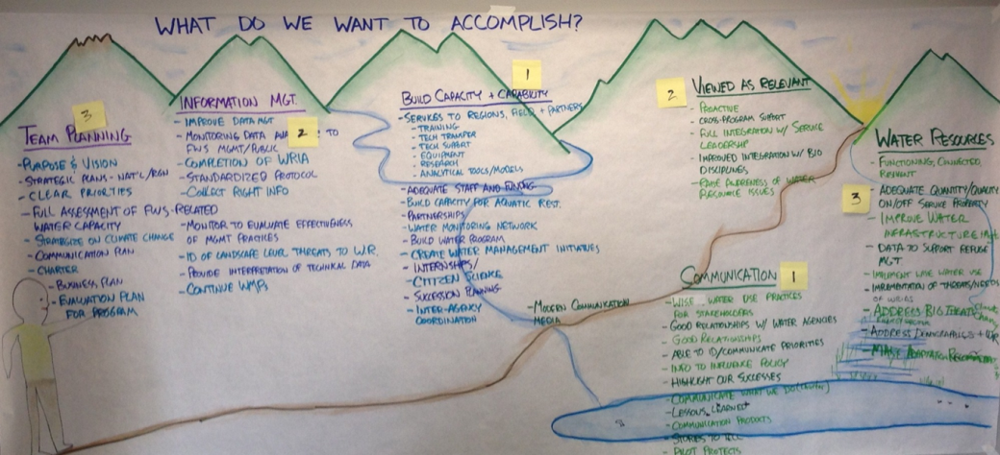 WHAT DO WE WANT TO ACCOMPLISH?
3
TEAM PLANNING
- PURPOSE & VISION
- STRATEGIC PLANS - NAT'L/RGN
- CLEAR PRIORITIES
- FULL ASSESSMENT OF FWS-RELATED
WATER CAPACITY
- STRATEGIZE ON CLIMATE CHANGE
- COMMUNICATION PLAN
- CHARTER
- BUSINESS PLAN
- EVALUATION PLAN
FOR PROGRAM
INFORMATION MGT.
2
- IMPROVE DATA MGT
- MONITORING DATA TO
FWS MGMT/PUBLIC
- COMPLETION OF WRIA
- STANDARDIZED PROTOCOL
- COLLECT RIGHT INFO
- MONITOR TO EVALUATE EFFECTIVENESS
OF MGMT PRACTICES
- ID OF LANDSCAPE LEVEL THREATS TO W.R.
- PROVIDE INTERPRETATION OF TECHNICAL DATA
- CONTINUE WMPs
1
BUILD CAPACITY + CAPABILITY
- SERVICES TO REGIONS, FIELD + PARTNERS
- TRAINING
- TECH TRANSFER
- TECH SUPPORT
- EQUIPMENT
- RESEARCH
- ANALYTICAL TOOLS/MODELS
- ADEQUATE STAFF AND FUNDING
- BUILD CAPACITY FOR AQUATIC REST.
- PARTNERSHIPS
- WATER MONITORING NETWORK
- BUILD WATER PROGRAM
- CREATE WATER MANAGEMENT INITIATIVES
- INTERNSHIPS/
CITIZEN SCIENCE
- SUCCESSION PLANNING
- INTER-AGENCY
COORDINATION
2
VIEWED AS RELEVANT
- PROACTIVE
- CROSS-PROGRAM SUPPORT
- FULL INTEGRATION W/ SERVICE
LEADERSHIP
- IMPROVED INTEGRATION W/ BIO
DISCIPLINES
- RAISE AWARENESS OF WATER
RESOURCE ISSUES
COMMUNICATION
1
- MODERN COMMUNICATION
MEDIA
- WISE WATER USE PRACTICES
FOR STAKEHOLDERS
- GOOD RELATIONSHIPS W/ WATER AGENCIES
- GOOD RELATIONSHIPS
- ABLE TO ID/COMMUNICATE PRIORITIES
- INFO TO INFLUENCE POLICY
- HIGHLIGHT OUR SUCCESSES
- COMMUNICATE WHAT WE DO
- LESSONS LEARNED
- COMMUNICATION PRODUCTS
- STORIES TO TELL
- PILOT PROJECTS
WATER RESOURCES
3
- FUNCTIONING, CONNECTED,
RESILIENT
- ADEQUATE QUANTITY/QUALITY
ON/OFF SERVICE PROPERTY
- IMPROVE WATER
INFRASTRUCTURE
- DATA TO SUPPORT REFUGE
MGT.
- IMPLEMENT WISE WATER USE
- OF THREATS/NEEDS
OF WRIAS
- ADDRESS BIG THREATS
- ADDRESS DEMOGRAPHICS +
- MAKE ADAPTATION